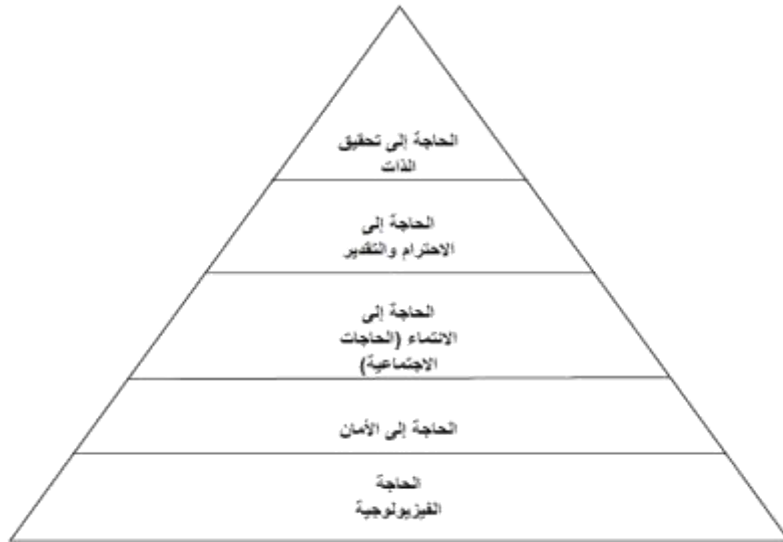 الحاجة إلى تحقيق
الذات
الحاجة إلى
الاحترام والتقدير
الحاجة إلى
الانتماء (الحاجات
الاجتماعية)
الحاجة إلى الأمان
الحاجة
الفيزيولوجية